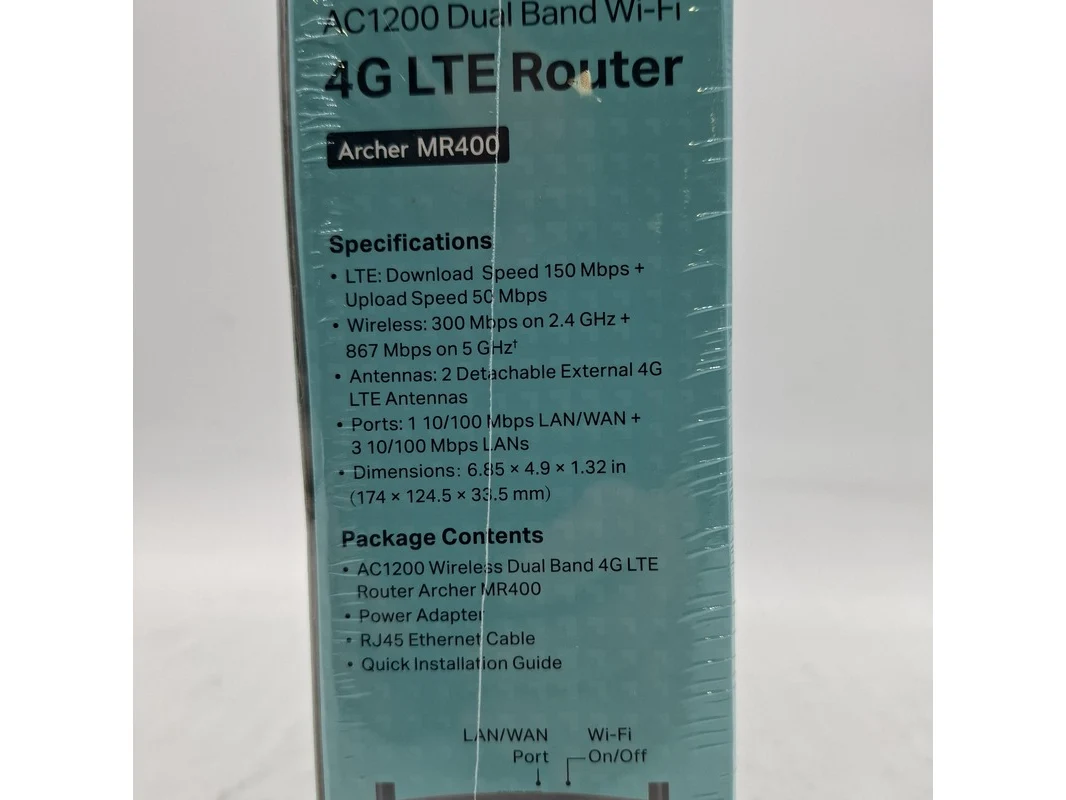 AC1200 Dual Band Wi-Fi
4G LTE Router
Archer MR400
Specifications
• LTE: Download Speed 150 Mbps +
Upload Speed 50 Mbps
• Wireless: 300 Mbps on 2.4 GHz +
867 Mbps on 5 GHz†
• Antennas: 2 Detachable External 4G
LTE Antennas
• Ports: 1 10/100 Mbps LAN/WAN +
3 10/100 Mbps LANs
• Dimensions: 6.85 × 4.9 × 1.32 in
(174 × 124.5 × 33.5 mm)
Package Contents
• AC1200 Wireless Dual Band 4G LTE
Router Archer MR400
• Power Adapter
• RJ45 Ethernet Cable
• Quick Installation Guide
LAN/WAN
Port
Wi-Fi
On/Off